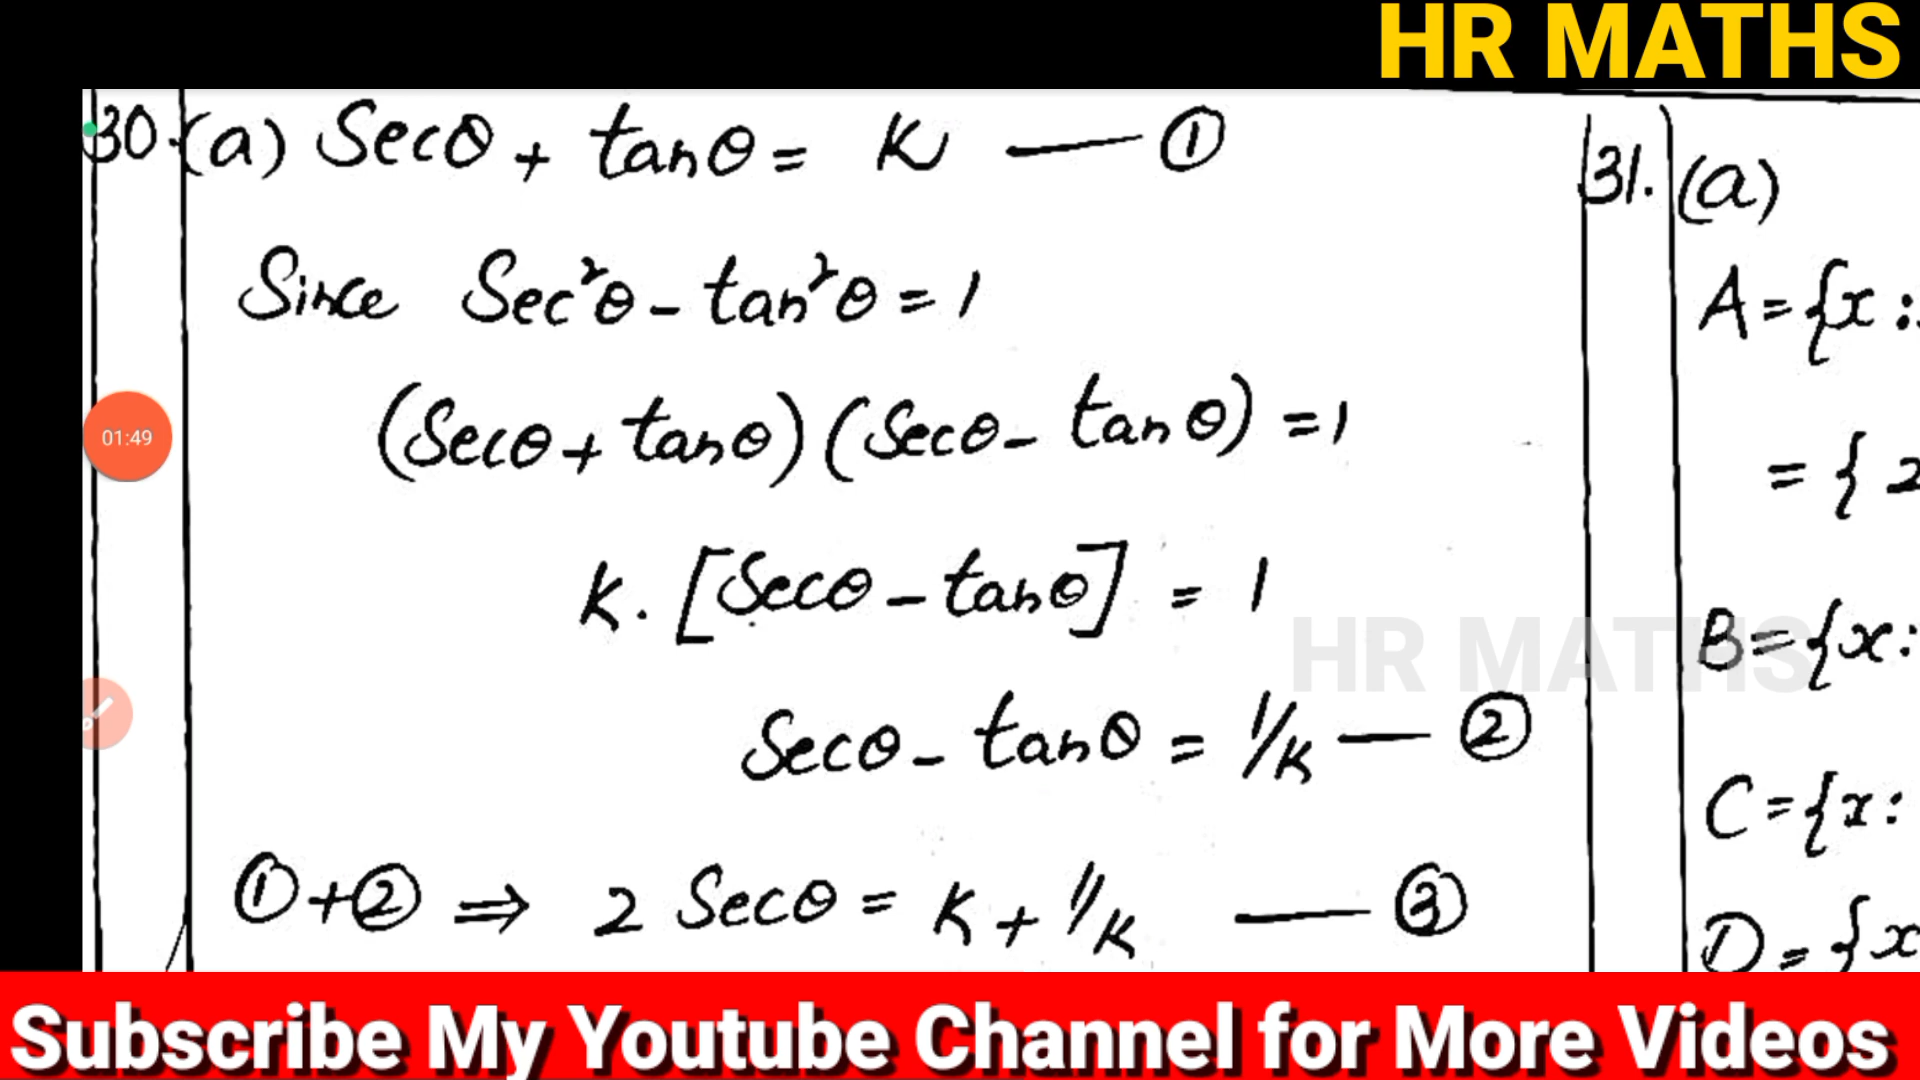 HR MATHS
30. (a) Secθ + tanθ = K — ①
Since Sec²θ - tan²θ = 1
(Secθ + tanθ) (Secθ - tanθ) = 1
K. [Secθ - tanθ] = 1
Secθ - tanθ = 1/K — ②
①+② ⇒ 2 Secθ = K + 1/K — ③
31. (a)
A = {x :
= { 2
B = {x :
C = {x :
D = {x
01:49
HR MATHS
Subscribe My Youtube Channel for More Videos